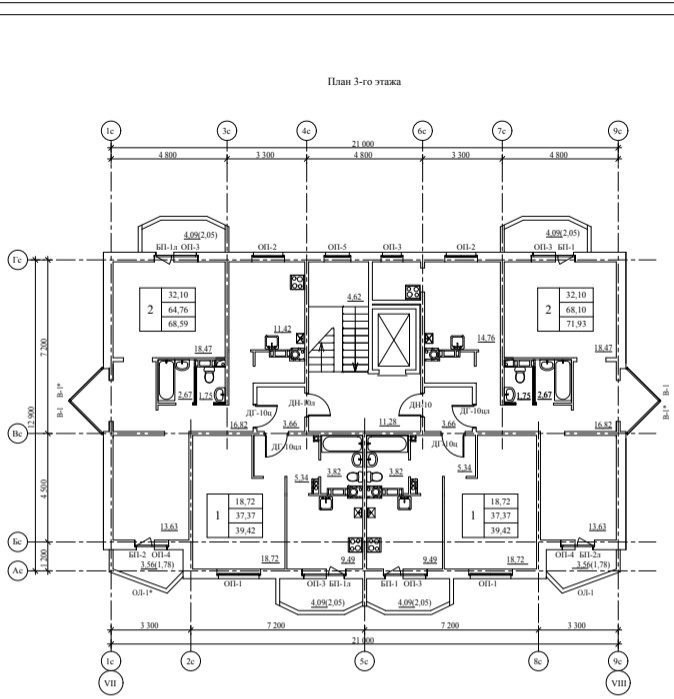 План 3-го этажа
1с 3с 4с 6с 7с 9с
21 000
4 800 3 300 4 800 3 300 4 800
4.09(2,05) 4.09(2,05)
БП-1л ОП-3 ОП-2 ОП-5 ОП-3 ОП-2 ОП-3 БП-1
Гс
32,10
2 64,76
68,59
4.62
32,10
2 68,10
71,93
11.42 14.76
18.47 18.47
7 200
12 900
2.67 1.75 1.75 2.67
В-1 В-1*
В-1* В-1
ДГ-10ц ДН-10л ДН-10 ДГ-10цл
16.82 3.66 11.28 3.66 16.82
Вс
ДГ-10цл ДГ-10ц
3.82 3.82
5.34 5.34
4 500
18,72
1 37,37
39,42
18,72
1 37,37
39,42
13.63 13.63
Бс
БП-2 ОП-4 18.72 9.49 9.49 18.72 ОП-4 БП-2л
1 200
3.56(1,78) 3.56(1,78)
Ас
ОП-1 ОП-3 БП-1л БП-1 ОП-3 ОП-1
ОЛ-1* ОЛ-1
4.09(2,05) 4.09(2,05)
3 300 7 200 7 200 3 300
21 000
1с 2с 5с 8с 9с
VII VIII